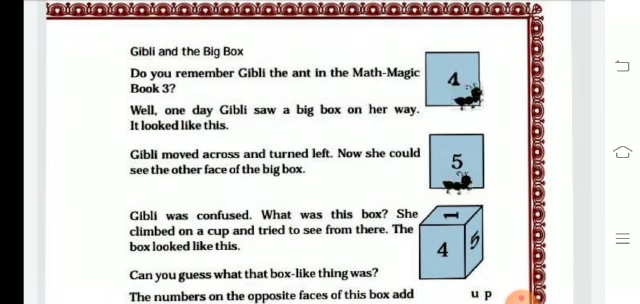 Gibli and the Big Box
Do you remember Gibli the ant in the Math-Magic
Book 3?
4
Well, one day Gibli saw a big box on her way.
It looked like this.
Gibli moved across and turned left. Now she could
see the other face of the big box.
5
Gibli was confused. What was this box? She
climbed on a cup and tried to see from there. The
box looked like this.
1
4
5
Can you guess what that box-like thing was?
The numbers on the opposite faces of this box add
u p